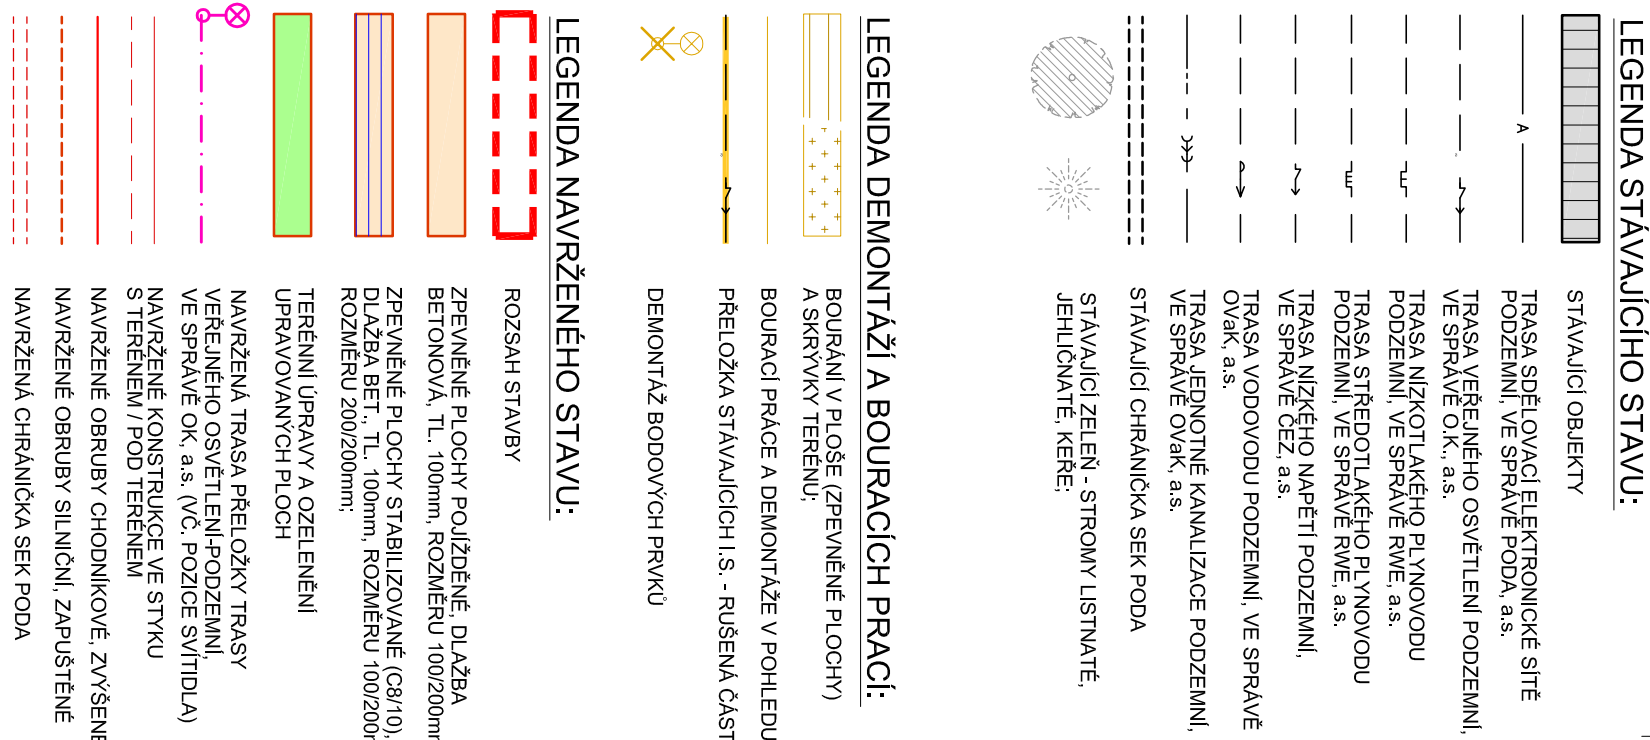 LEGENDA STÁVAJÍCÍHO STAVU:
STÁVAJÍCÍ OBJEKTY
A
TRASA SDĚLOVACÍ ELEKTRONICKÉ SÍTĚ
PODZEMNÍ, VE SPRÁVĚ PODA, a.s.
TRASA VEŘEJNÉHO OSVĚTLENÍ PODZEMNÍ,
VE SPRÁVĚ O.K., a.s.
TRASA NÍZKOTLAKÉHO PLYNOVODU
PODZEMNÍ, VE SPRÁVĚ RWE, a.s.
TRASA STŘEDOTLAKÉHO PLYNOVODU
PODZEMNÍ, VE SPRÁVĚ RWE, a.s.
TRASA NÍZKÉHO NAPĚTÍ PODZEMNÍ,
VE SPRÁVĚ ČEZ, a.s.
TRASA VODOVODU PODZEMNÍ, VE SPRÁVĚ
OVaK, a.s.
TRASA JEDNOTNÉ KANALIZACE PODZEMNÍ,
VE SPRÁVĚ OVaK, a.s.
STÁVAJÍCÍ CHRÁNIČKA SEK PODA
STÁVAJÍCÍ ZELEŇ - STROMY LISTNATÉ,
JEHLIČNATÉ, KEŘE;
LEGENDA DEMONTÁŽÍ A BOURACÍCH PRACÍ:
BOURÁNÍ V PLOŠE (ZPEVNĚNÉ PLOCHY)
A SKRÝVKY TERÉNU;
BOURACÍ PRÁCE A DEMONTÁŽE V POHLEDU
PŘELOŽKA STÁVAJÍCÍCH I.S. - RUŠENÁ ČÁST
DEMONTÁŽ BODOVÝCH PRVKŮ
LEGENDA NAVRŽENÉHO STAVU:
ROZSAH STAVBY
ZPEVNĚNÉ PLOCHY POJÍŽDĚNÉ, DLAŽBA
BETONOVÁ, TL. 100mm, ROZMĚRU 100/200mm
ZPEVNĚNÉ PLOCHY STABILIZOVANÉ (C8/10),
DLAŽBA BET., TL. 100mm, ROZMĚRU 100/200m
ROZMĚRU 200/200mm;
TERÉNNÍ ÚPRAVY A OZELENĚNÍ
UPRAVOVANÝCH PLOCH
NAVRŽENÁ TRASA PŘELOŽKY TRASY
VEŘEJNÉHO OSVĚTLENÍ-PODZEMNÍ,
VE SPRÁVĚ OK, a.s. (VČ. POZICE SVÍTIDLA)
NAVRŽENÉ KONSTRUKCE VE STYKU
S TERÉNEM / POD TERÉNEM
NAVRŽENÉ OBRUBY CHODNÍKOVÉ, ZVÝŠENÉ
NAVRŽENÉ OBRUBY SILNIČNÍ, ZAPUŠTĚNÉ
NAVRŽENÁ CHRÁNIČKA SEK PODA